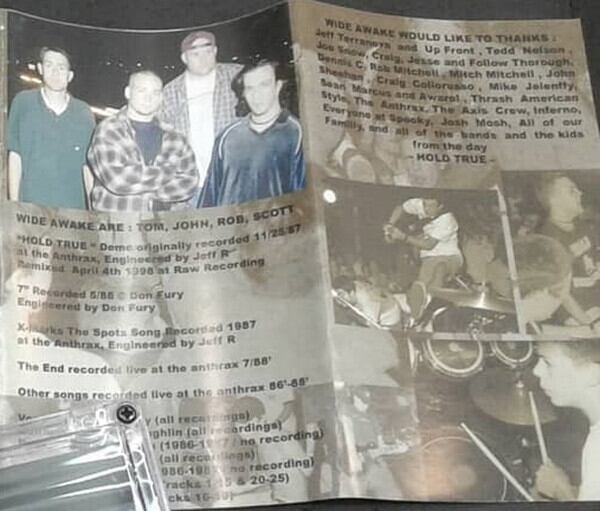 WIDE AWAKE ARE : TOM, JOHN, ROB, SCOTT
"HOLD TRUE" Demo originally recorded 11/28/87
at the Anthrax, Engineered by Jeff R
Remixed April 4th 1998 at Raw Recording
7" Recorded 5/88 @ Don Fury
Engineered by Don Fury
X-Marks The Spots Song Recorded 1987
at the Anthrax, Engineered by Jeff R
The End recorded live at the anthrax 7/88'
Other songs recorded live at the anthrax 86'-88'
(all recordings)
(all recordings)
(1986- no recording)
(all recordings)
no recording)
& 20-25)
WIDE AWAKE WOULD LIKE TO THANKS :
Jeff Terranova and Up Front , Todd Nelson ,
Joe Snow, Craig, Jesse and Follow Thorough,
Dennis C, Rob Mitchell , Mitch Mitchell , John
Sheehan , Craig Coliorusso , Mike Jelenffy,
Sean Marcus and Aware!, Thrash American
Style, The Anthrax, The Axis Crew, Inferno,
Everyone at Spooky, Josh Mosh, All of our
Family, and all of the bands and the kids
from the day
- HOLD TRUE -